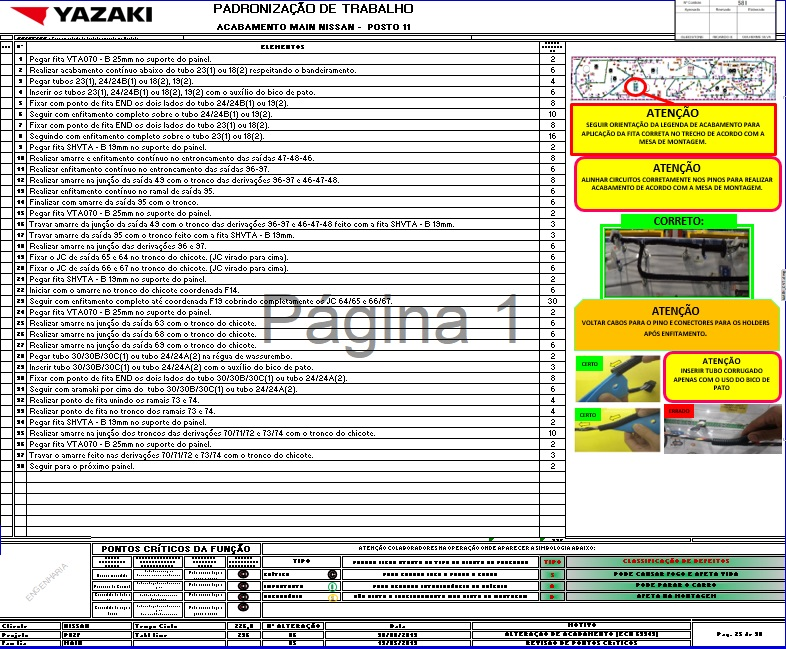 YAZAKI
PADRONIZAÇÃO DE TRABALHO
ACABAMENTO MAIN NISSAN - POSTO 11
501
Nº ELEMENTOS
1 Pegar fita VTA070 - B 25mm no suporte do painel. 2
2 Realizar acabamento contínuo abaixo do tubo 23(1) ou 18(2) respeitando o bandeiramento. 6
3 Pegar tubos 23(1), 24/24B(1) ou 18(2), 19(2). 4
4 Inserir os tubos 23(1), 24/24B(1) ou 18(2), 19(2) com o auxílio do bico de pato. 6
5 Fixar com ponto de fita END os dois lados do tubo 24/24B(1) ou 19(2). 8
6 Seguir com enfitamento completo sobre o tubo 24/24B(1) ou 19(2). 10
7 Fixar com ponto de fita END os dois lados do tubo 23(1) ou 18(2). 8
8 Seguindo com enfitamento completo sobre o tubo 23(1) ou 18(2). 16
9 Pegar fita SHVTA - B 19mm no suporte do painel. 2
10 Realizar amarre e enfitamento contínuo no entroncamento das saídas 47-48-46. 8
11 Realizar enfitamento contínuo no entroncamento das saídas 96-97. 6
12 Realizar amarre na junção da saída 49 com o tronco das derivações 96-97 e 46-47-48. 6
13 Realizar enfitamento contínuo no ramal de saída 95. 6
14 Finalizar com amarre da saída 95 com o tronco. 6
15 Pegar fita VTA070 - B 25mm no suporte do painel. 2
16 Travar amarre da junção da saída 49 com o tronco das derivações 96-97 e 46-47-48 feito com a fita SHVTA - B 19mm. 3
17 Travar amarre da saída 95 com o tronco feito com a fita SHVTA - B 19mm. 3
18 Realizar amarre na junção das derivações 96 e 97. 6
19 Fixar o JC de saída 65 e 64 no tronco do chicote. (JC virado para cima). 6
20 Fixar o JC de saída 66 e 67 no tronco do chicote. (JC virado para cima). 6
21 Pegar fita SHVTA - B 19mm no suporte do painel. 2
22 Iniciar com o amarre no tronco do chicote coordenada F14. 6
23 Seguir com enfitamento completo até coordenada F19 cobrindo completamente os JC 64/65 e 66/67. 30
24 Pegar fita VTA070 - B 25mm no suporte do painel. 2
25 Realizar amarre na junção da saída 63 com o tronco do chicote. 6
26 Realizar amarre na junção da saída 68 com o tronco do chicote. 6
27 Realizar amarre na junção da saída 69 com o tronco do chicote. 6
28 Pegar tubo 30/30B/30C(1) ou tubo 24/24A(2) na régua de wassurembo. 2
29 Inserir tubo 30/30B/30C(1) ou tubo 24/24A(2) com o auxílio do bico de pato. 3
30 Fixar com ponto de fita END os dois lados do tubo 30/30B/30C(1) ou tubo 24/24A(2). 8
31 Seguir com aramaki por cima do tubo 30/30B/30C(1) ou tubo 24/24A(2). 6
32 Realizar ponto de fita unindo os ramais 73 e 74. 4
33 Realizar ponto de fita no tronco dos ramais 73 e 74. 4
34 Pegar fita SHVTA - B 19mm no suporte do painel. 2
35 Realizar amarre na junção dos troncos das derivações 70/71/72 e 73/74 com o tronco do chicote. 10
36 Pegar fita VTA070 - B 25mm no suporte do painel. 2
37 Travar o amarre feito nas derivações 70/71/72 e 73/74 com o tronco do chicote. 3
38 Seguir para o próximo painel. 2
Página 1
ATENÇÃO
SEGUIR ORIENTAÇÃO DA LEGENDA DE ACABAMENTO PARA
APLICAÇÃO DA FITA CORRETA NO TRECHO DE ACORDO COM A
MESA DE MONTAGEM.
ATENÇÃO
ALINHAR CIRCUITOS CORRETAMENTE NOS PINOS PARA REALIZAR
ACABAMENTO DE ACORDO COM A MESA DE MONTAGEM.
CORRETO:
ATENÇÃO
VOLTAR CABOS PARA O PINO E CONECTORES PARA OS HOLDERS
APÓS ENFITAMENTO.
CERTO
ATENÇÃO
INSERIR TUBO CORRUGADO
APENAS COM O USO DO BICO DE
PATO
CERTO
ERRADO
ENGENHARIA
PONTOS CRÍTICOS DA FUNÇÃO
ATENÇÃO COLABORADORES NA OPERAÇÃO ONDE APARECER A SIMBOLOGIA ABAIXO:
TIPO
TIPO CLASSIFICAÇÃO DE DEFEITOS
CRÍTICO
S PODE CAUSAR FOGO E AFETA VIDA
IMPORTANTE
A PODE PARAR O CARRO
SECUNDÁRIO
B AFETA NA MONTAGEM
Cliente NISSAN Tempo Ciclo 226,0 Nº ALTERAÇÃO Data MOTIVO
Projeto P02F Takt time 236 06 30/08/2013 ALTERAÇÃO DE ACABAMENTO
Família MAIN 05 REVISÃO DE PONTOS CRÍTICOS
Pag. 25 de 30